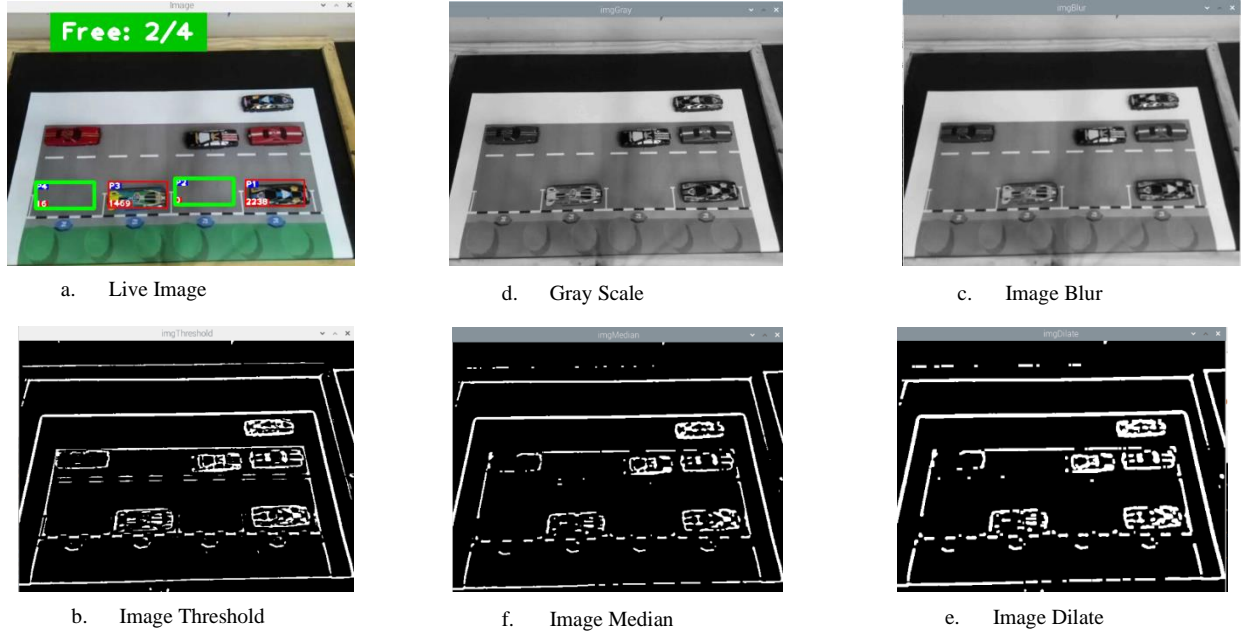 Image
imgGray
imgBlur
Free: 2/4
P4
P3
P2
P1
16
1469
0
2238
a. Live Image
d. Gray Scale
c. Image Blur
imgThreshold
imgMedian
imgDilate
b. Image Threshold
f. Image Median
e. Image Dilate